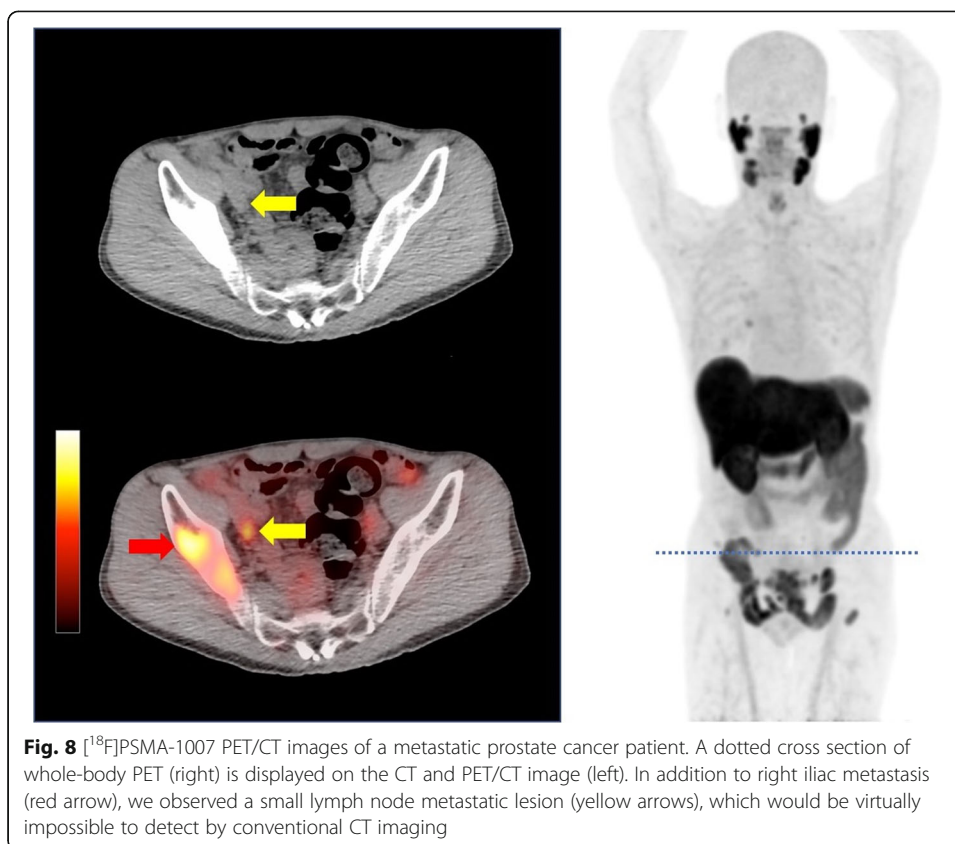 Fig. 8 [¹⁸F]PSMA-1007 PET/CT images of a metastatic prostate cancer patient. A dotted cross section of
whole-body PET (right) is displayed on the CT and PET/CT image (left). In addition to right iliac metastasis
(red arrow), we observed a small lymph node metastatic lesion (yellow arrows), which would be virtually
impossible to detect by conventional CT imaging